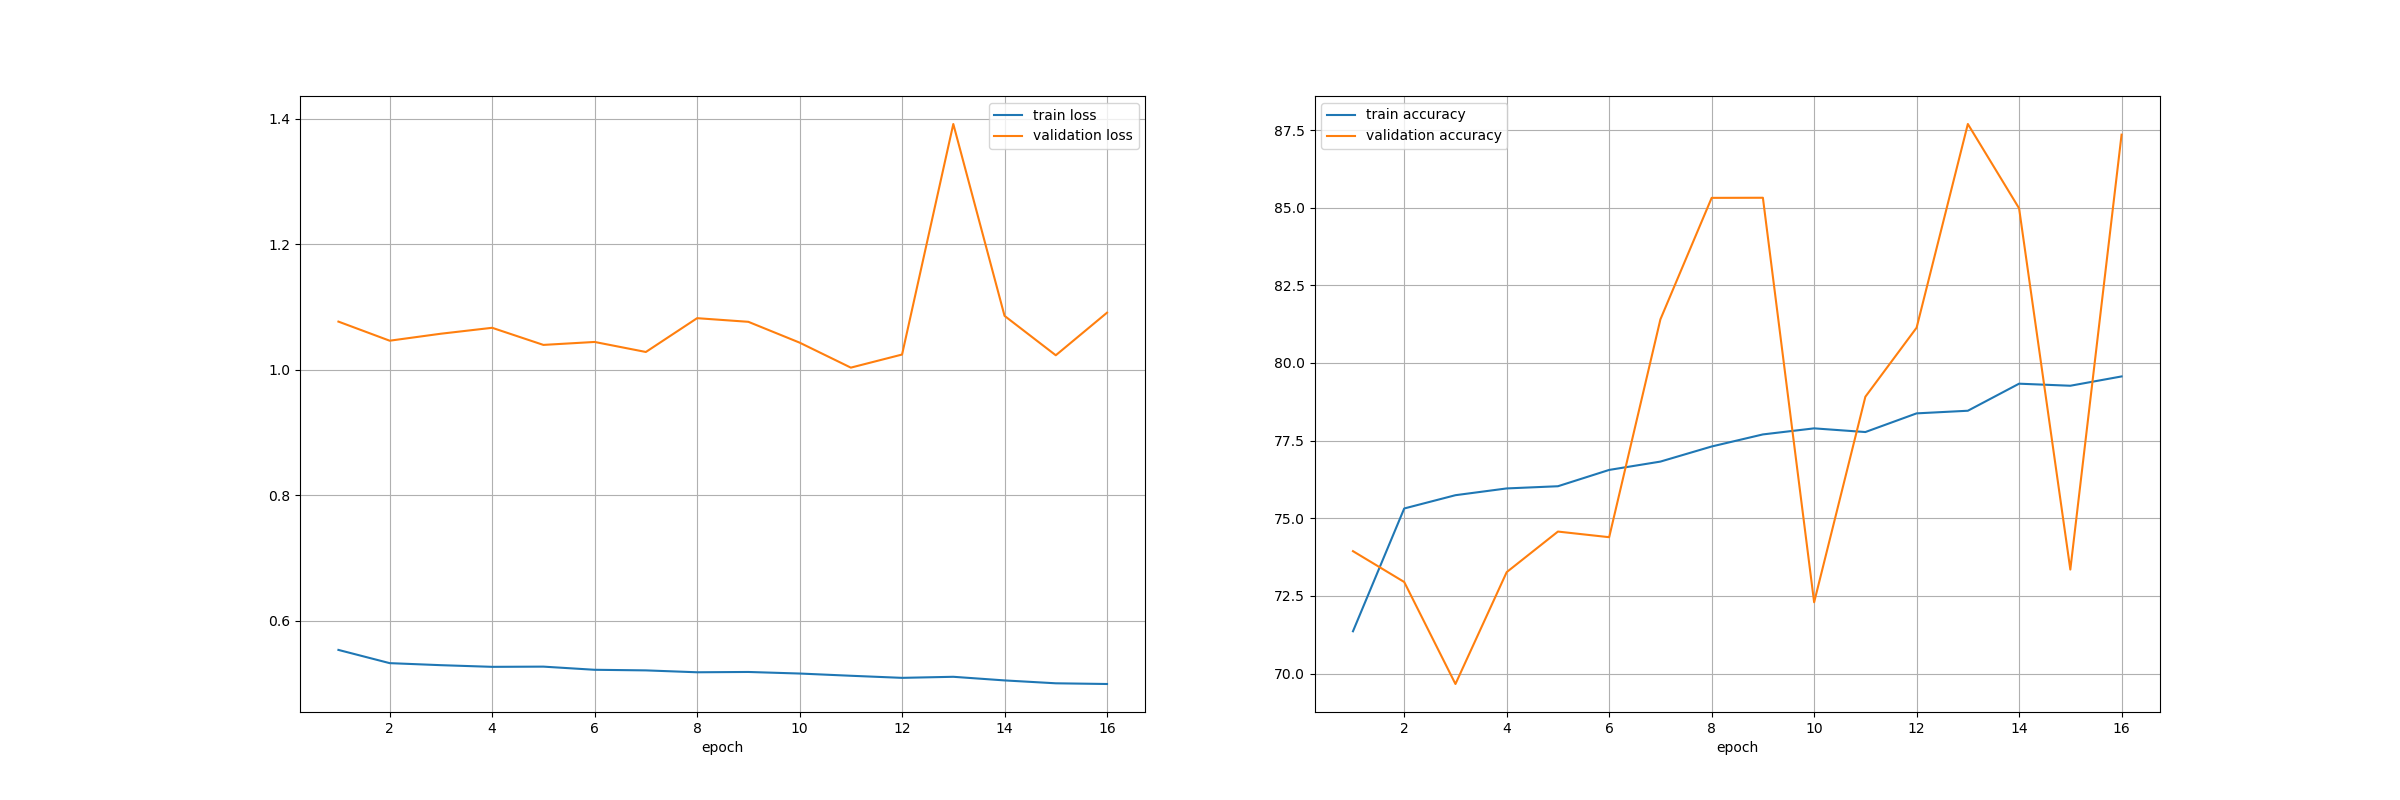 1.4
1.2
1.0
0.8
0.6
2 4 6 8 10 12 14 16
epoch
train loss
validation loss
87.5
85.0
82.5
80.0
77.5
75.0
72.5
70.0
2 4 6 8 10 12 14 16
epoch
train accuracy
validation accuracy